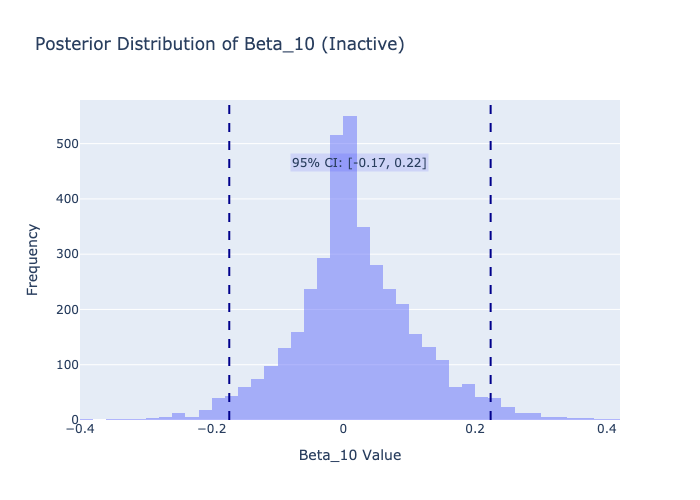 Posterior Distribution of Beta_10 (Inactive)
500
400
300
200
100
0
Frequency
95% CI: [-0.17, 0.22]
−0.4
−0.2
0
0.2
0.4
Beta_10 Value